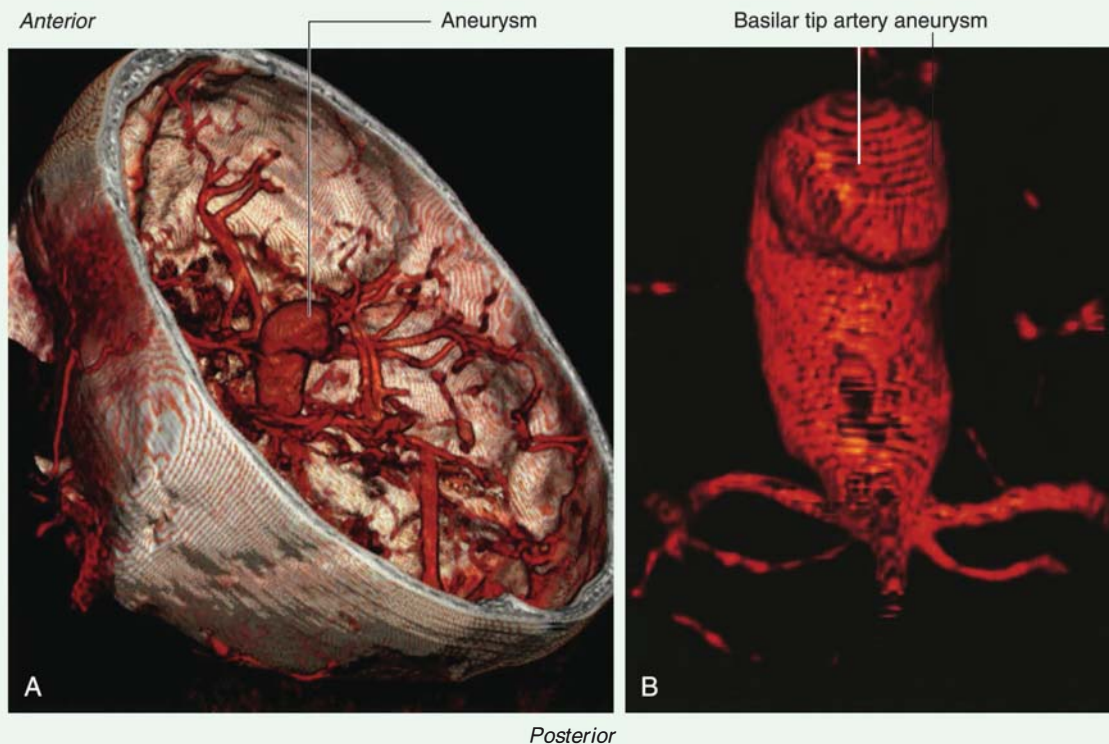 Anterior
Aneurysm
Basilar tip artery aneurysm
A
B
Posterior